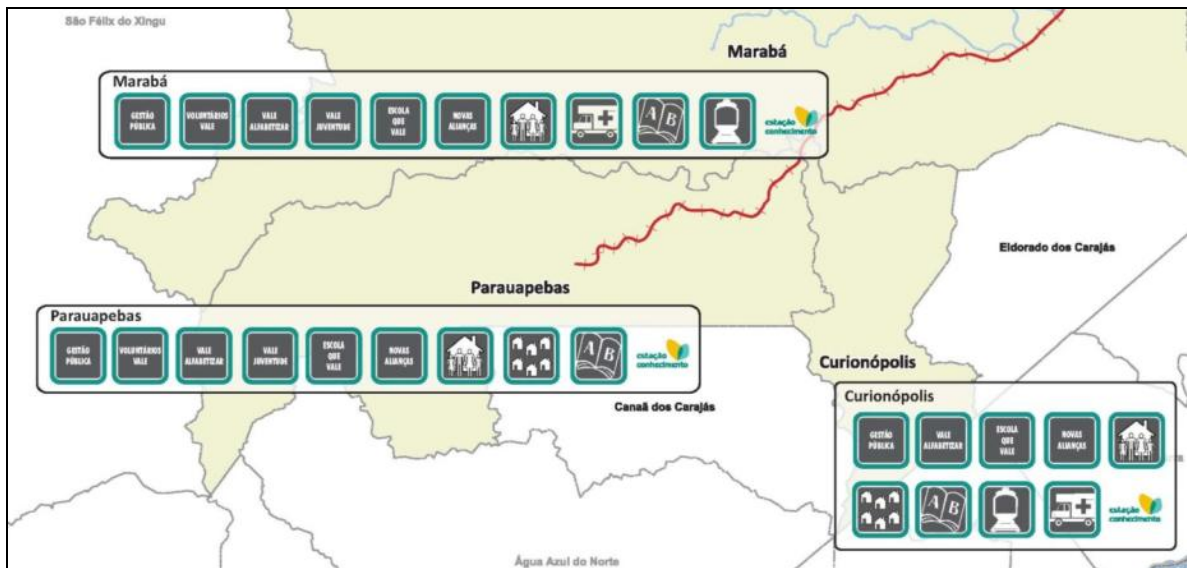 São Félix do Xingu
Marabá
Marabá
GESTÃO
PÚBLICA
VOLUNTÁRIOS
VALE
VALE
ALFABETIZAR
VALE
JUVENTUDE
ESCOLA
QUE
VALE
NOVAS
ALIANÇAS
A B
estação
conhecimento
Eldorado dos Carajás
Parauapebas
Parauapebas
GESTÃO
PÚBLICA
VOLUNTÁRIOS
VALE
VALE
ALFABETIZAR
VALE
JUVENTUDE
ESCOLA
QUE
VALE
NOVAS
ALIANÇAS
A B
estação
conhecimento
Canaã dos Carajás
Curionópolis
Curionópolis
GESTÃO
PÚBLICA
VALE
ALFABETIZAR
ESCOLA
QUE
VALE
NOVAS
ALIANÇAS
A B
estação
conhecimento
Água Azul do Norte